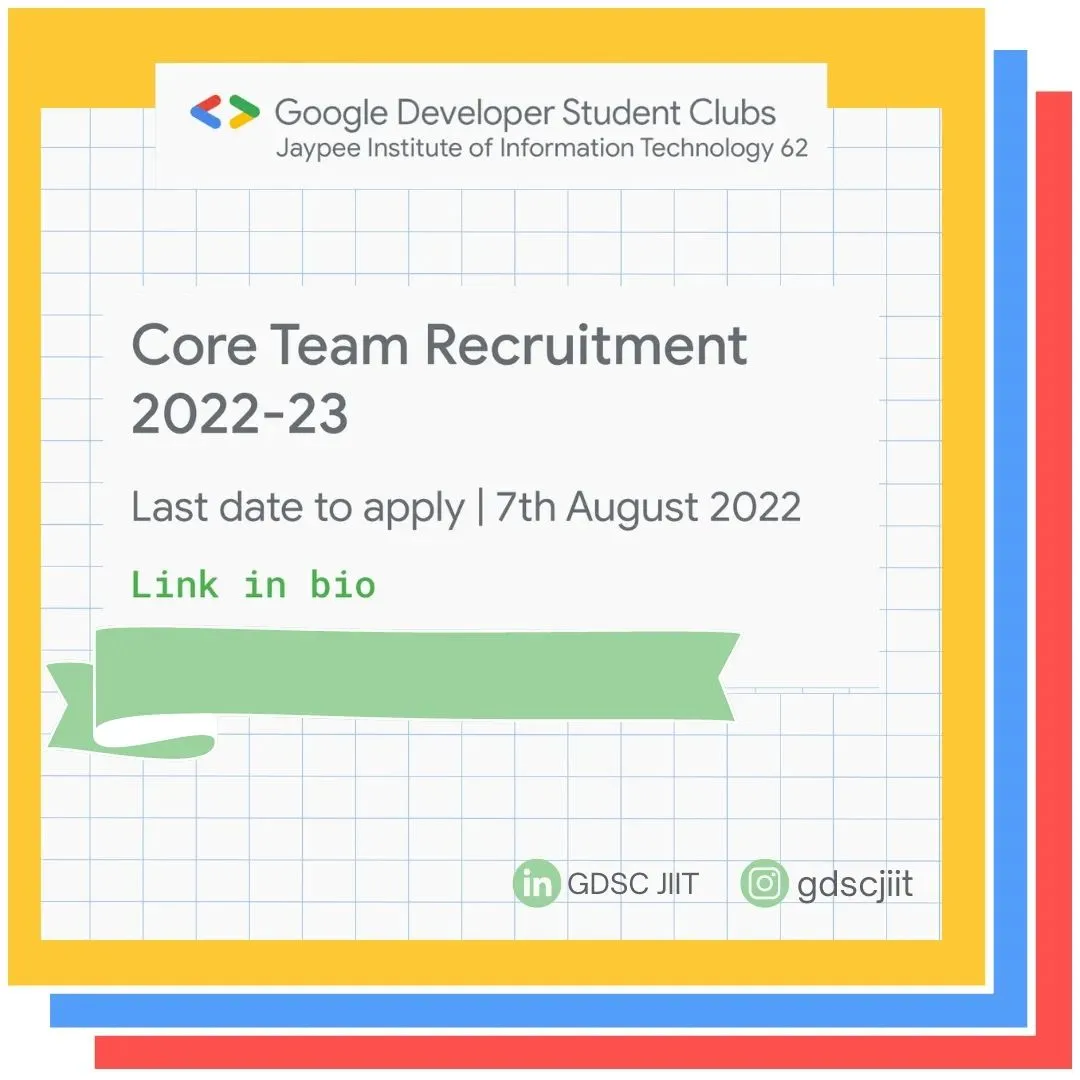 Google Developer Student Clubs
Jaypee Institute of Information Technology 62
Core Team Recruitment
2022-23
Last date to apply | 7th August 2022
Link in bio
in GDSC JIIT
gdscjiit